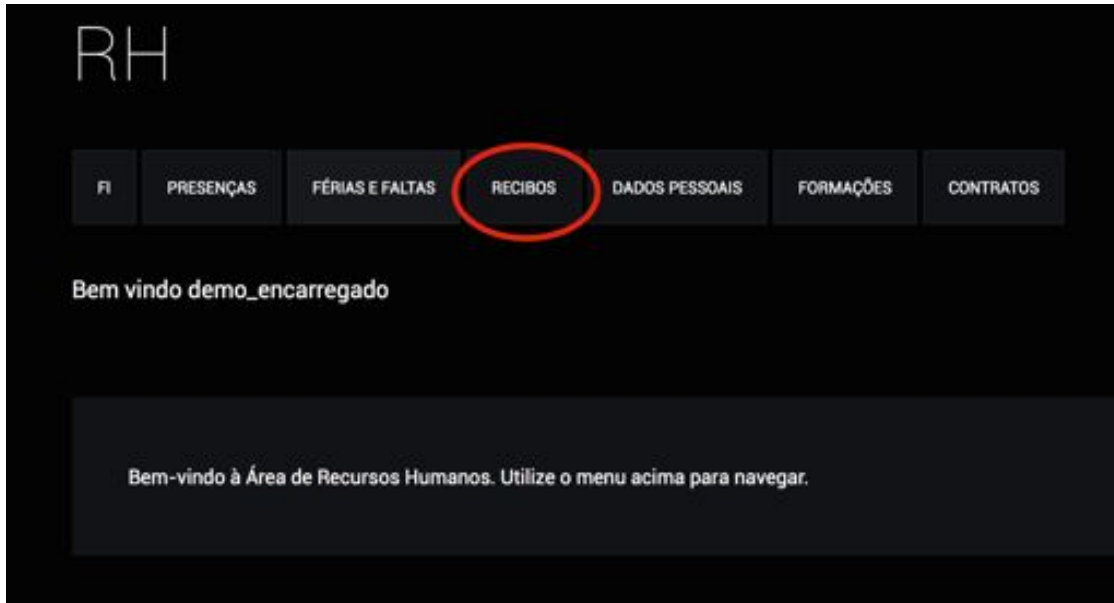 RH
FI PRESENÇAS FÉRIAS E FALTAS RECIBOS DADOS PESSOAIS FORMAÇÕES CONTRATOS
Bem vindo demo_encarregado
Bem-vindo à Área de Recursos Humanos. Utilize o menu acima para navegar.